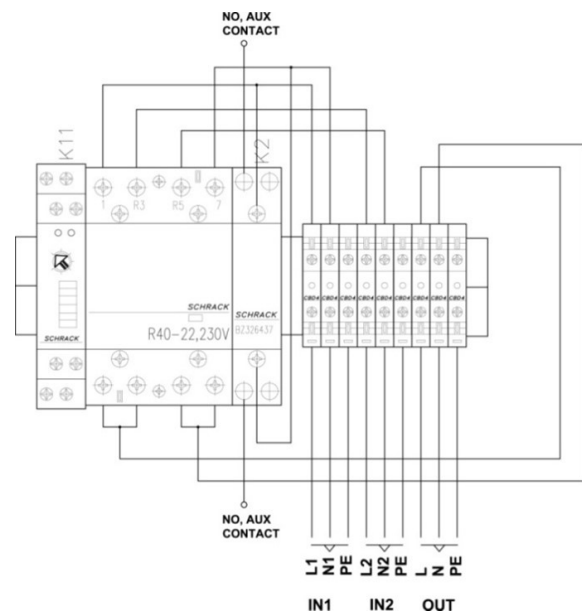 NO, AUX
CONTACT
K11
K2
1 R3 R5 7
SCHRACK
SCHRACK
R40-22,230V
BZ326437
SCHRACK
CBD4 CBD4 CBD4 CBD4 CBD4 CBD4 CBD4 CBD4 CBD4
NO, AUX
CONTACT
L1 N1 PE L2 N2 PE L N PE
IN1 IN2 OUT